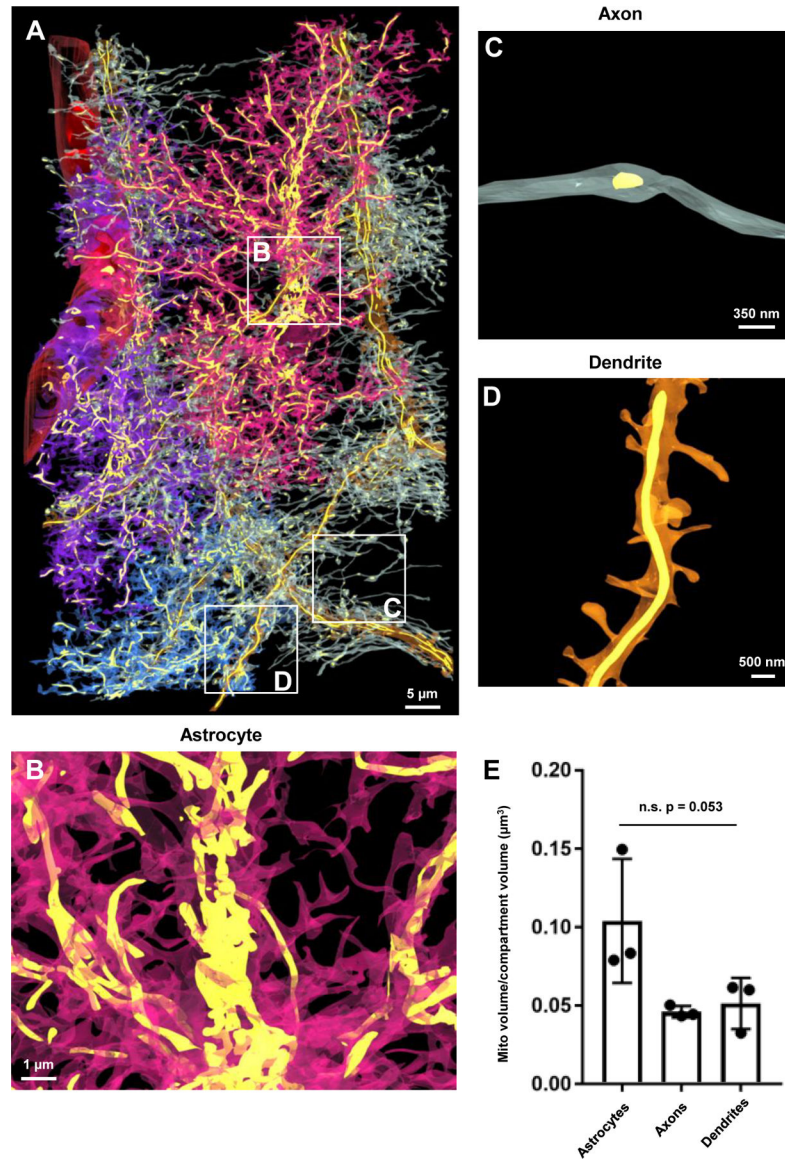 A
B
C
D
5 µm
Axon
C
350 nm
Dendrite
D
500 nm
Astrocyte
B
1 µm
E
Mito volume/compartment volume (µm³)
0.20
0.15
0.10
0.05
0.00
n.s. p = 0.053
Astrocytes
Axons
Dendrites